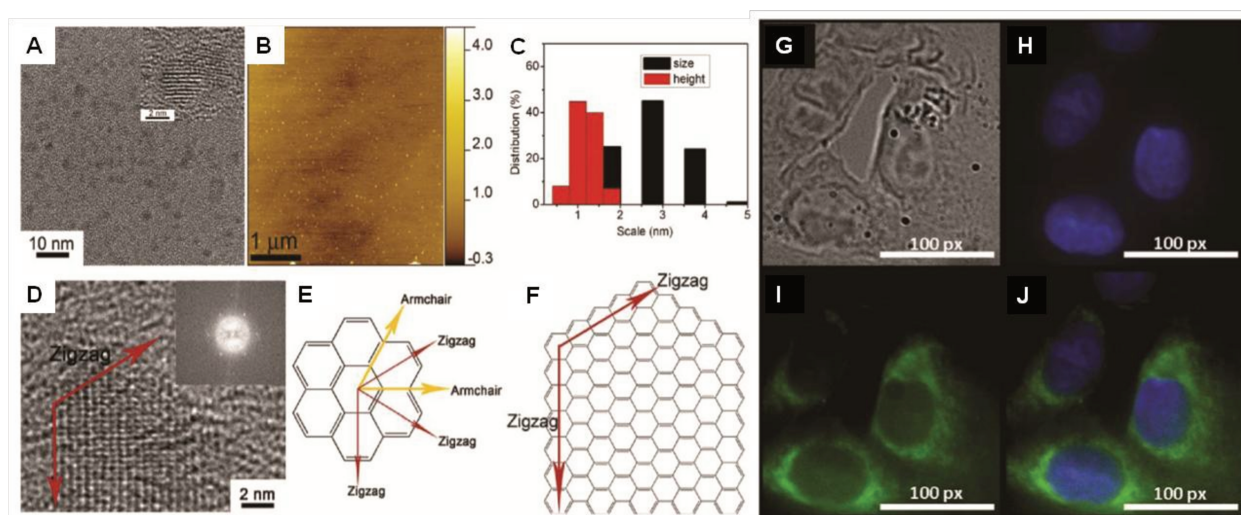 A
2 nm
10 nm
B
1 μm
4.0
3.0
1.0
-0.3
C
size
height
Distribution (%)
60
40
20
0
1
2
3
4
5
Scale (nm)
D
Zigzag
2 nm
E
Armchair
Zigzag
Armchair
Zigzag
Zigzag
F
Zigzag
Zigzag
G
100 px
H
100 px
I
100 px
J
100 px